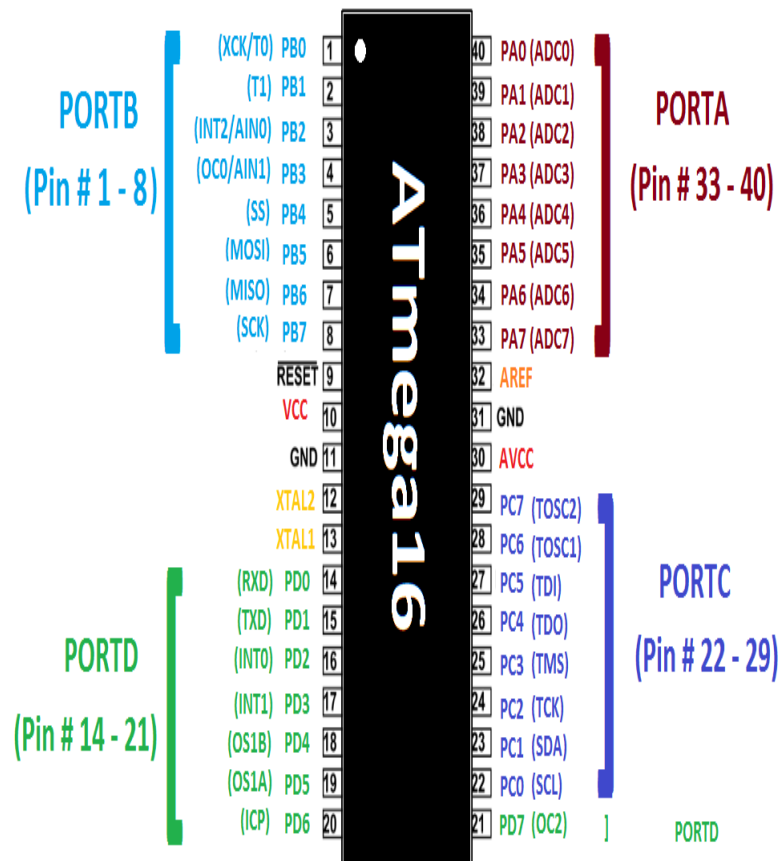 (XCK/T0) PB0 1 40 PA0 (ADC0)
(T1) PB1 2 39 PA1 (ADC1)
(INT2/AIN0) PB2 3 38 PA2 (ADC2)
(OC0/AIN1) PB3 4 37 PA3 (ADC3)
(SS) PB4 5 36 PA4 (ADC4)
(MOSI) PB5 6 35 PA5 (ADC5)
(MISO) PB6 7 34 PA6 (ADC6)
(SCK) PB7 8 33 PA7 (ADC7)
RESET 9 32 AREF
VCC 10 31 GND
GND 11 30 AVCC
XTAL2 12 29 PC7 (TOSC2)
XTAL1 13 28 PC6 (TOSC1)
(RXD) PD0 14 27 PC5 (TDI)
(TXD) PD1 15 26 PC4 (TDO)
(INT0) PD2 16 25 PC3 (TMS)
(INT1) PD3 17 24 PC2 (TCK)
(OS1B) PD4 18 23 PC1 (SDA)
(OS1A) PD5 19 22 PC0 (SCL)
(ICP) PD6 20 21 PD7 (OC2) ] PORTD
PORTB
(Pin # 1 - 8)
PORTA
(Pin # 33 - 40)
ATmega16
PORTD
(Pin # 14 - 21)
PORTC
(Pin # 22 - 29)